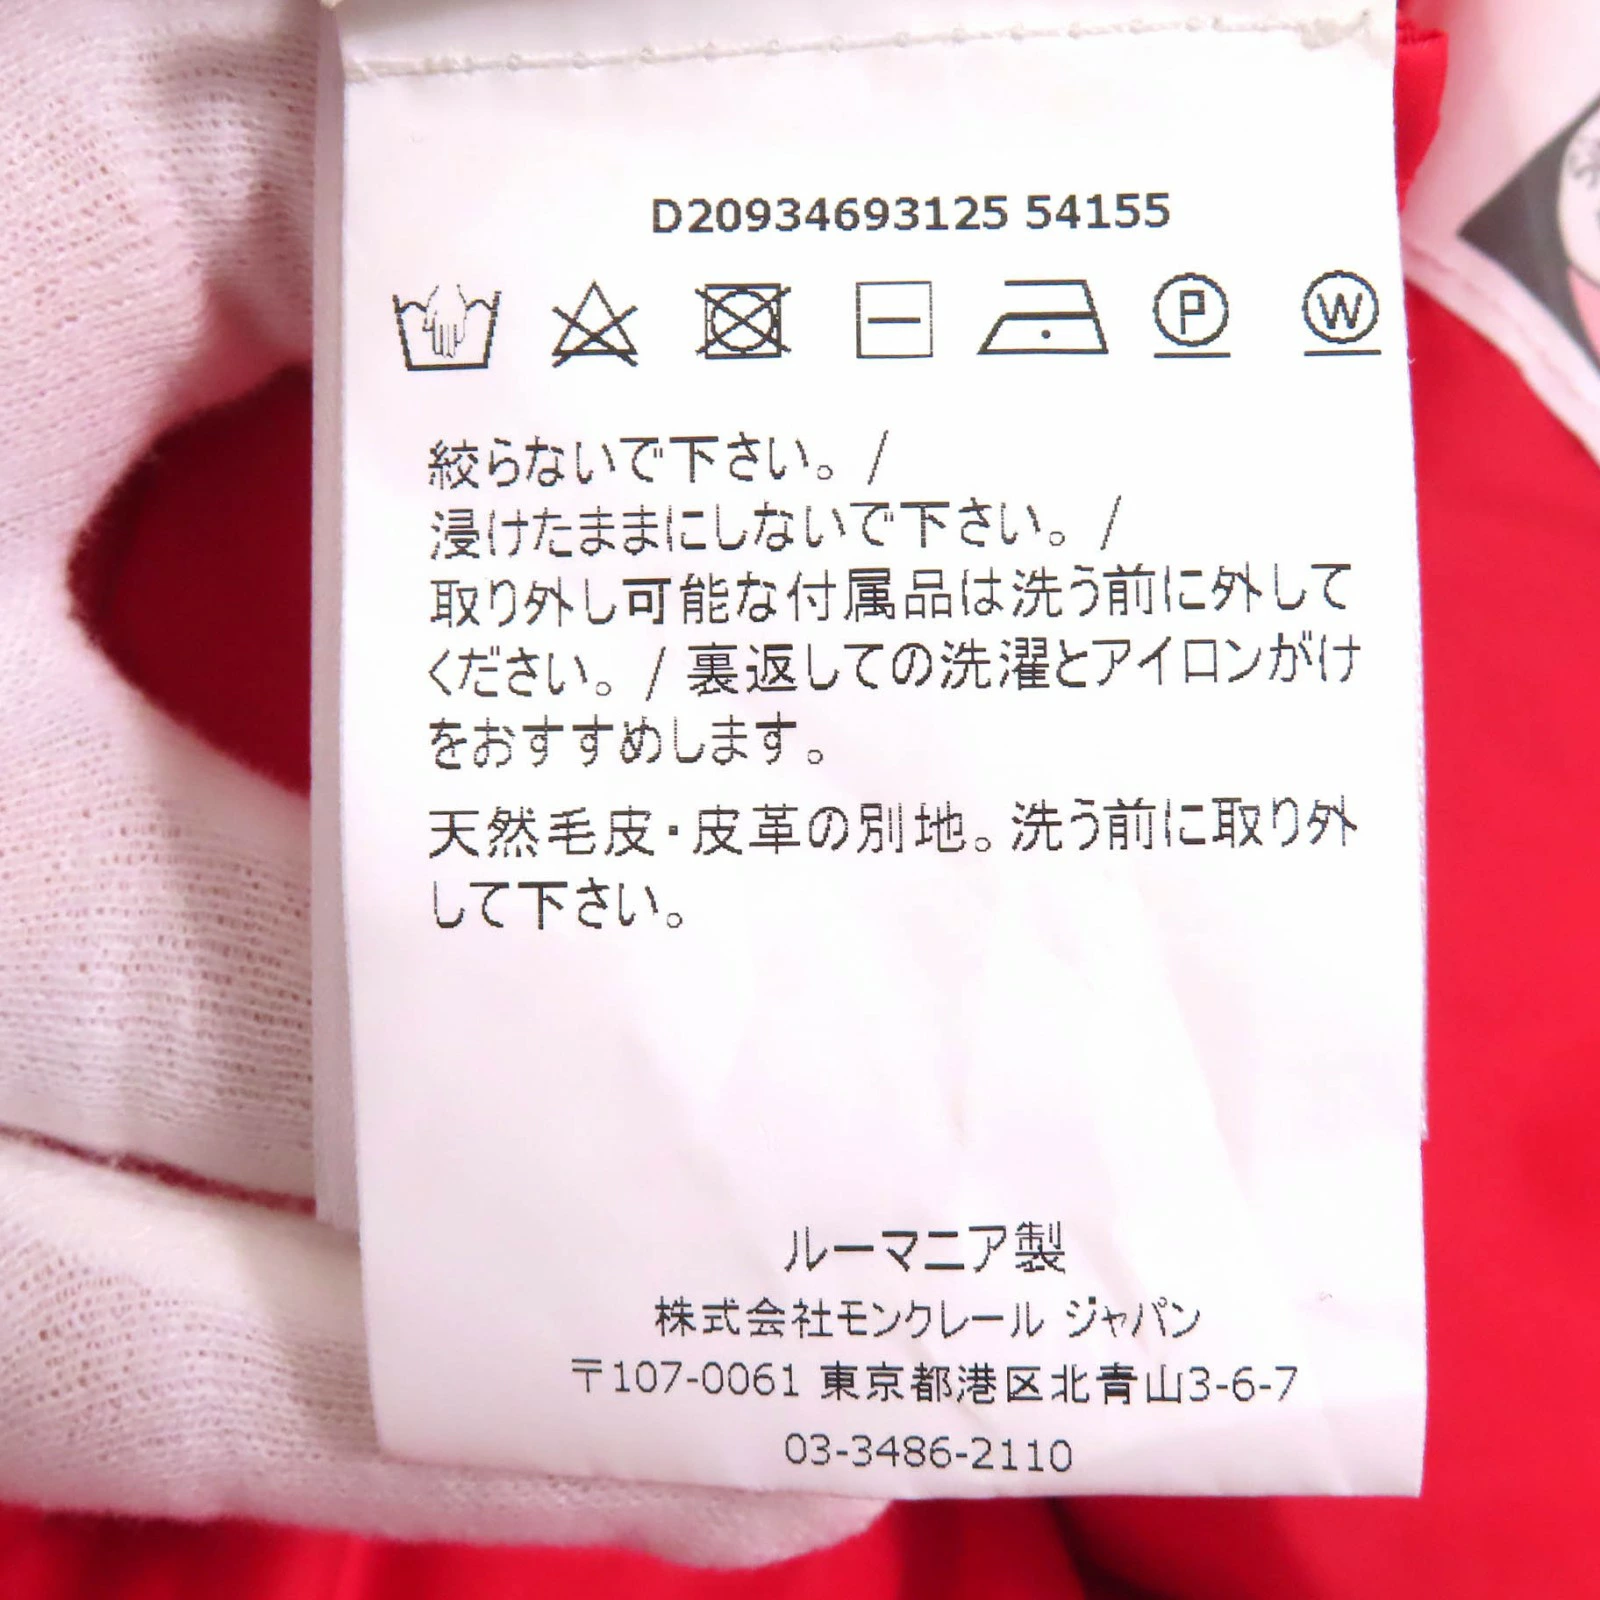 D20934693125 54155
P W
絞らないで下さい。/
浸けたままにしないで下さい。/
取り外し可能な付属品は洗う前に外して
ください。/ 裏返しての洗濯とアイロンがけ
をおすすめします。
天然毛皮・皮革の別地。洗う前に取り外
して下さい。
ルーマニア製
株式会社モンクレール ジャパン
〒107-0061 東京都港区北青山3-6-7
03-3486-2110